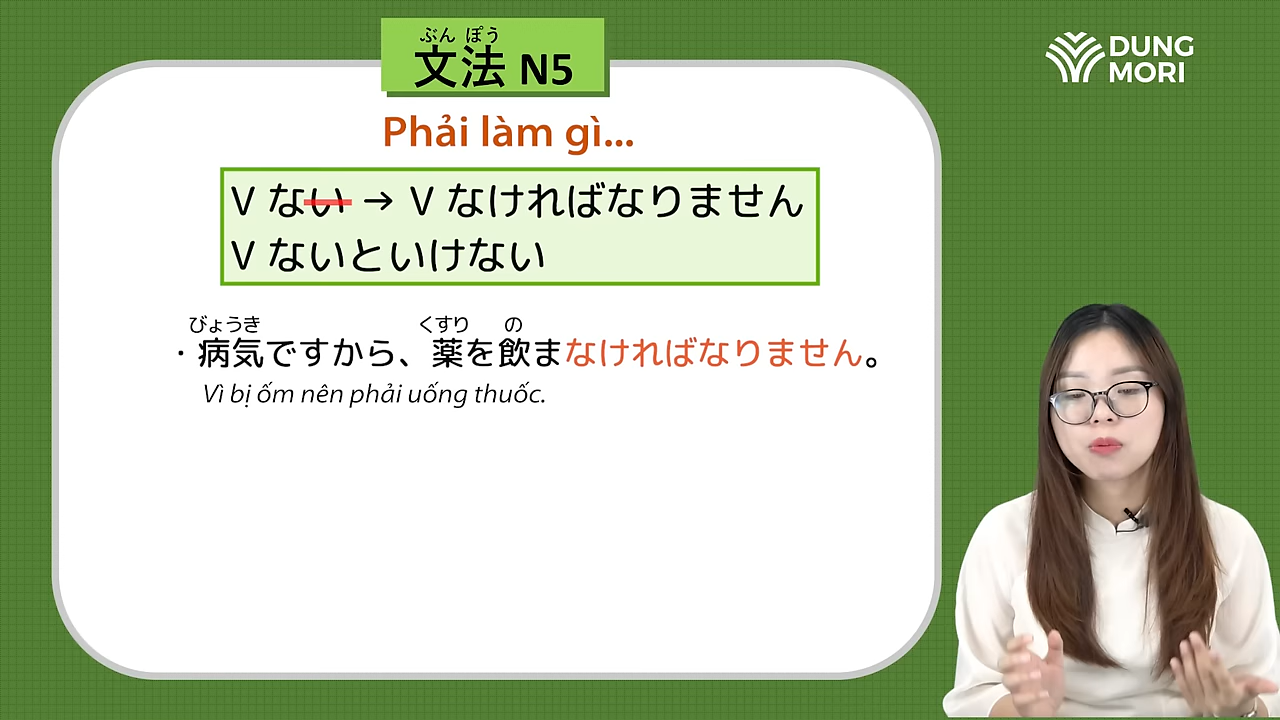 ぶん ぽう
文法 N5
DUNG
MORI
Phải làm gì...
V ない → V なければなりません
V ないといけない
びょうき くすり の
・病気ですから、薬を飲まなければなりません。
Vì bị ốm nên phải uống thuốc.